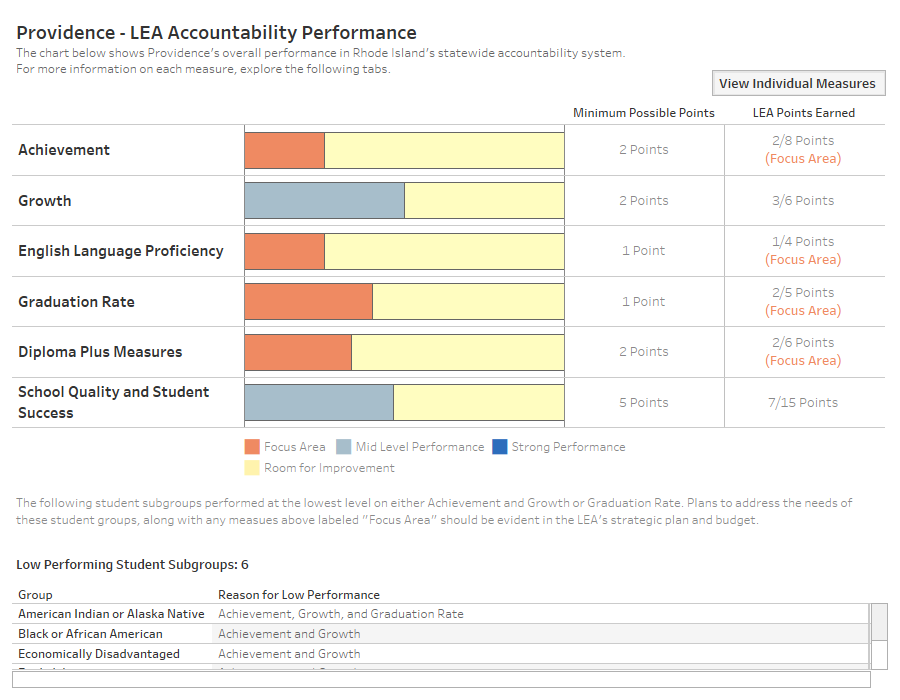 Providence - LEA Accountability Performance
The chart below shows Providence's overall performance in Rhode Island's statewide accountability system.
For more information on each measure, explore the following tabs.
View Individual Measures
Minimum Possible Points LEA Points Earned
Achievement 2 Points 2/8 Points
(Focus Area)
Growth 2 Points 3/6 Points
English Language Proficiency 1 Point 1/4 Points
(Focus Area)
Graduation Rate 1 Point 2/5 Points
(Focus Area)
Diploma Plus Measures 2 Points 2/6 Points
(Focus Area)
School Quality and Student
Success 5 Points 7/15 Points
Focus Area Mid Level Performance Strong Performance
Room for Improvement
The following student subgroups performed at the lowest level on either Achievement and Growth or Graduation Rate. Plans to address the needs of
these student groups, along with any measues above labeled "Focus Area" should be evident in the LEA's strategic plan and budget.
Low Performing Student Subgroups: 6
Group Reason for Low Performance
American Indian or Alaska Native Achievement, Growth, and Graduation Rate
Black or African American Achievement and Growth
Economically Disadvantaged Achievement and Growth